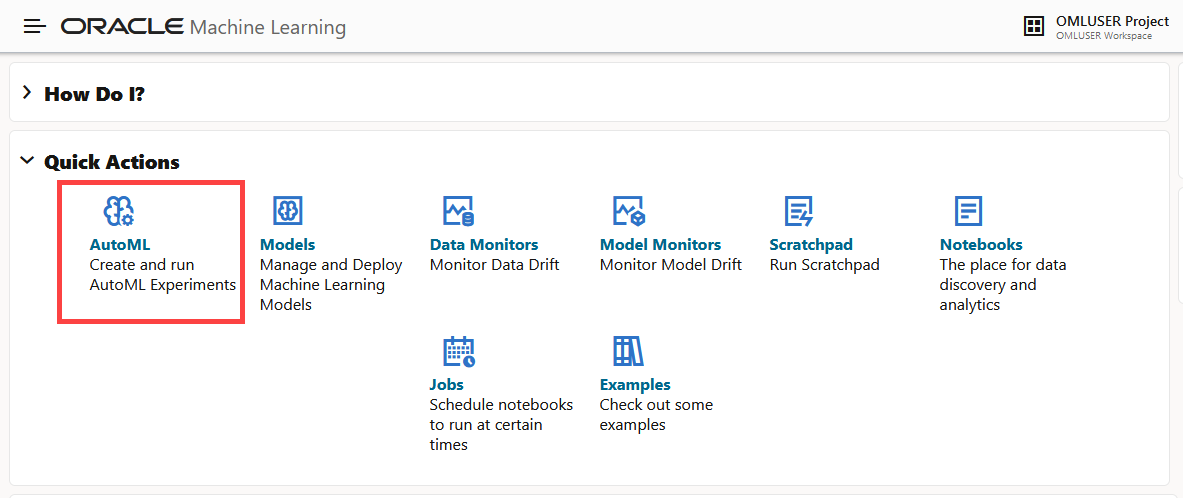 ORACLE Machine Learning
OMLUSER Project
OMLUSER Workspace
How Do I?
Quick Actions
AutoML
Create and run
AutoML Experiments
Models
Manage and Deploy
Machine Learning
Models
Data Monitors
Monitor Data Drift
Model Monitors
Monitor Model Drift
Scratchpad
Run Scratchpad
Notebooks
The place for data
discovery and
analytics
Jobs
Schedule notebooks
to run at certain
times
Examples
Check out some
examples